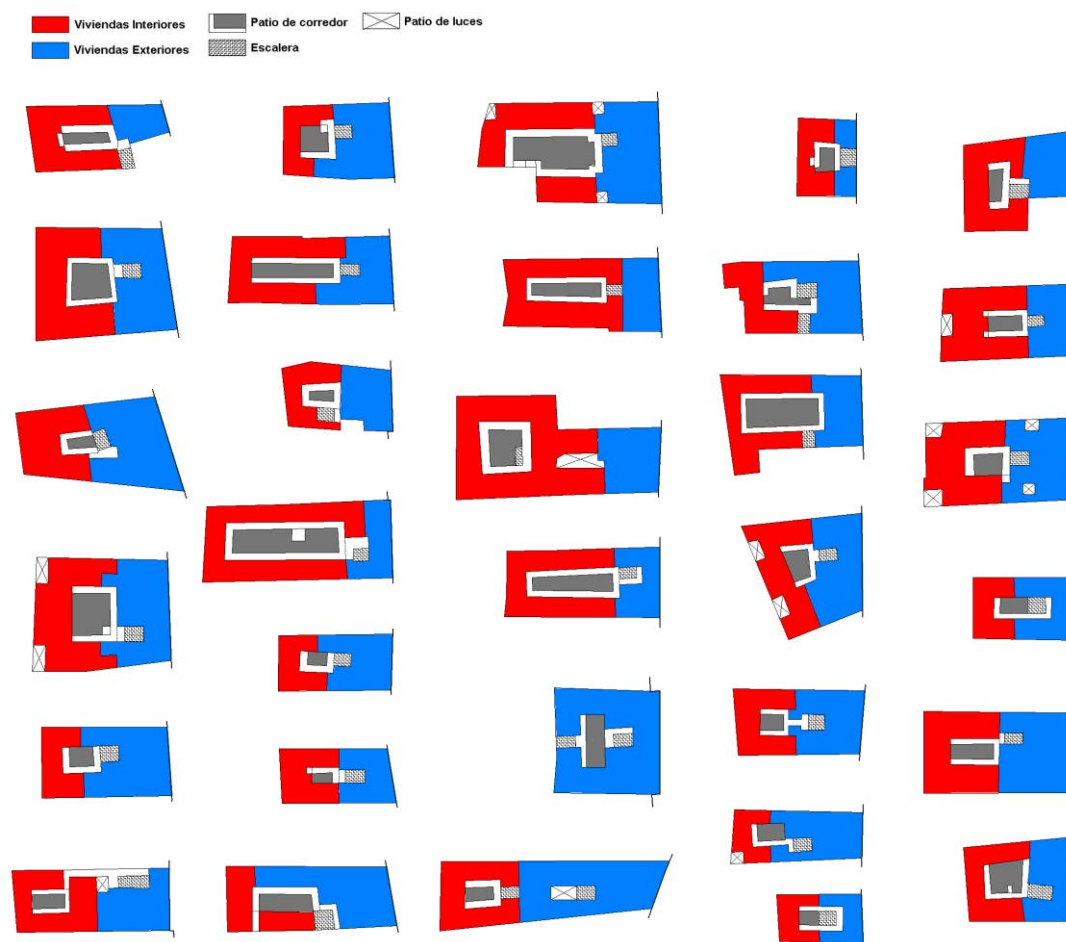 Viviendas Interiores
Patio de corredor
Patio de luces
Viviendas Exteriores
Escalera